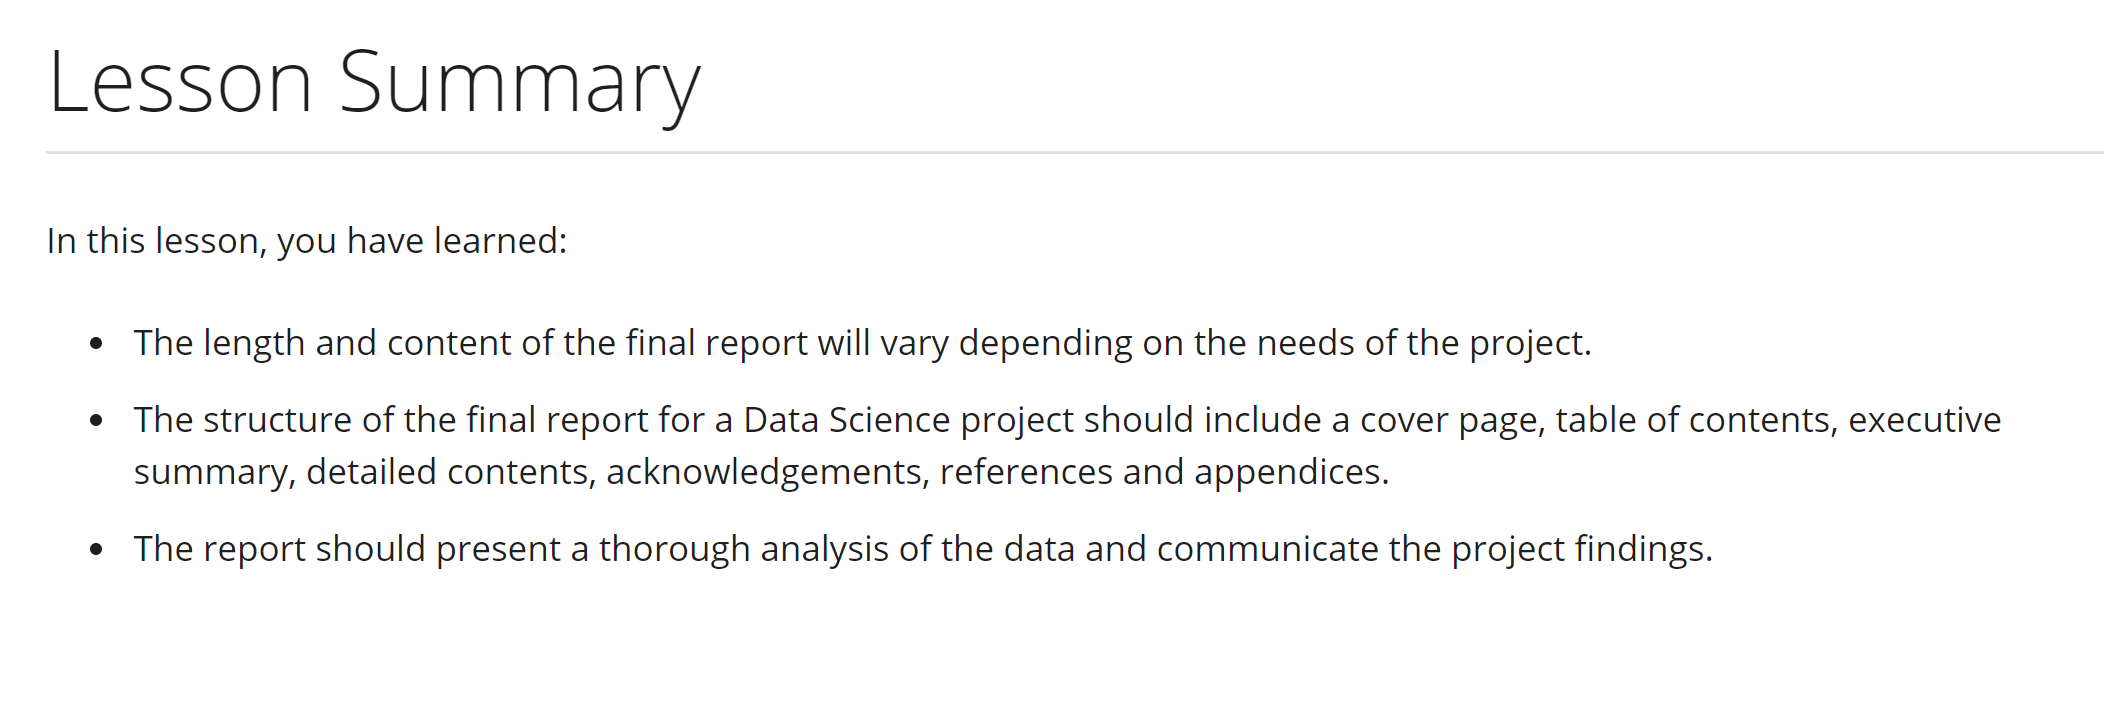 Lesson Summary
In this lesson, you have learned:
• The length and content of the final report will vary depending on the needs of the project.
• The structure of the final report for a Data Science project should include a cover page, table of contents, executive
summary, detailed contents, acknowledgements, references and appendices.
• The report should present a thorough analysis of the data and communicate the project findings.